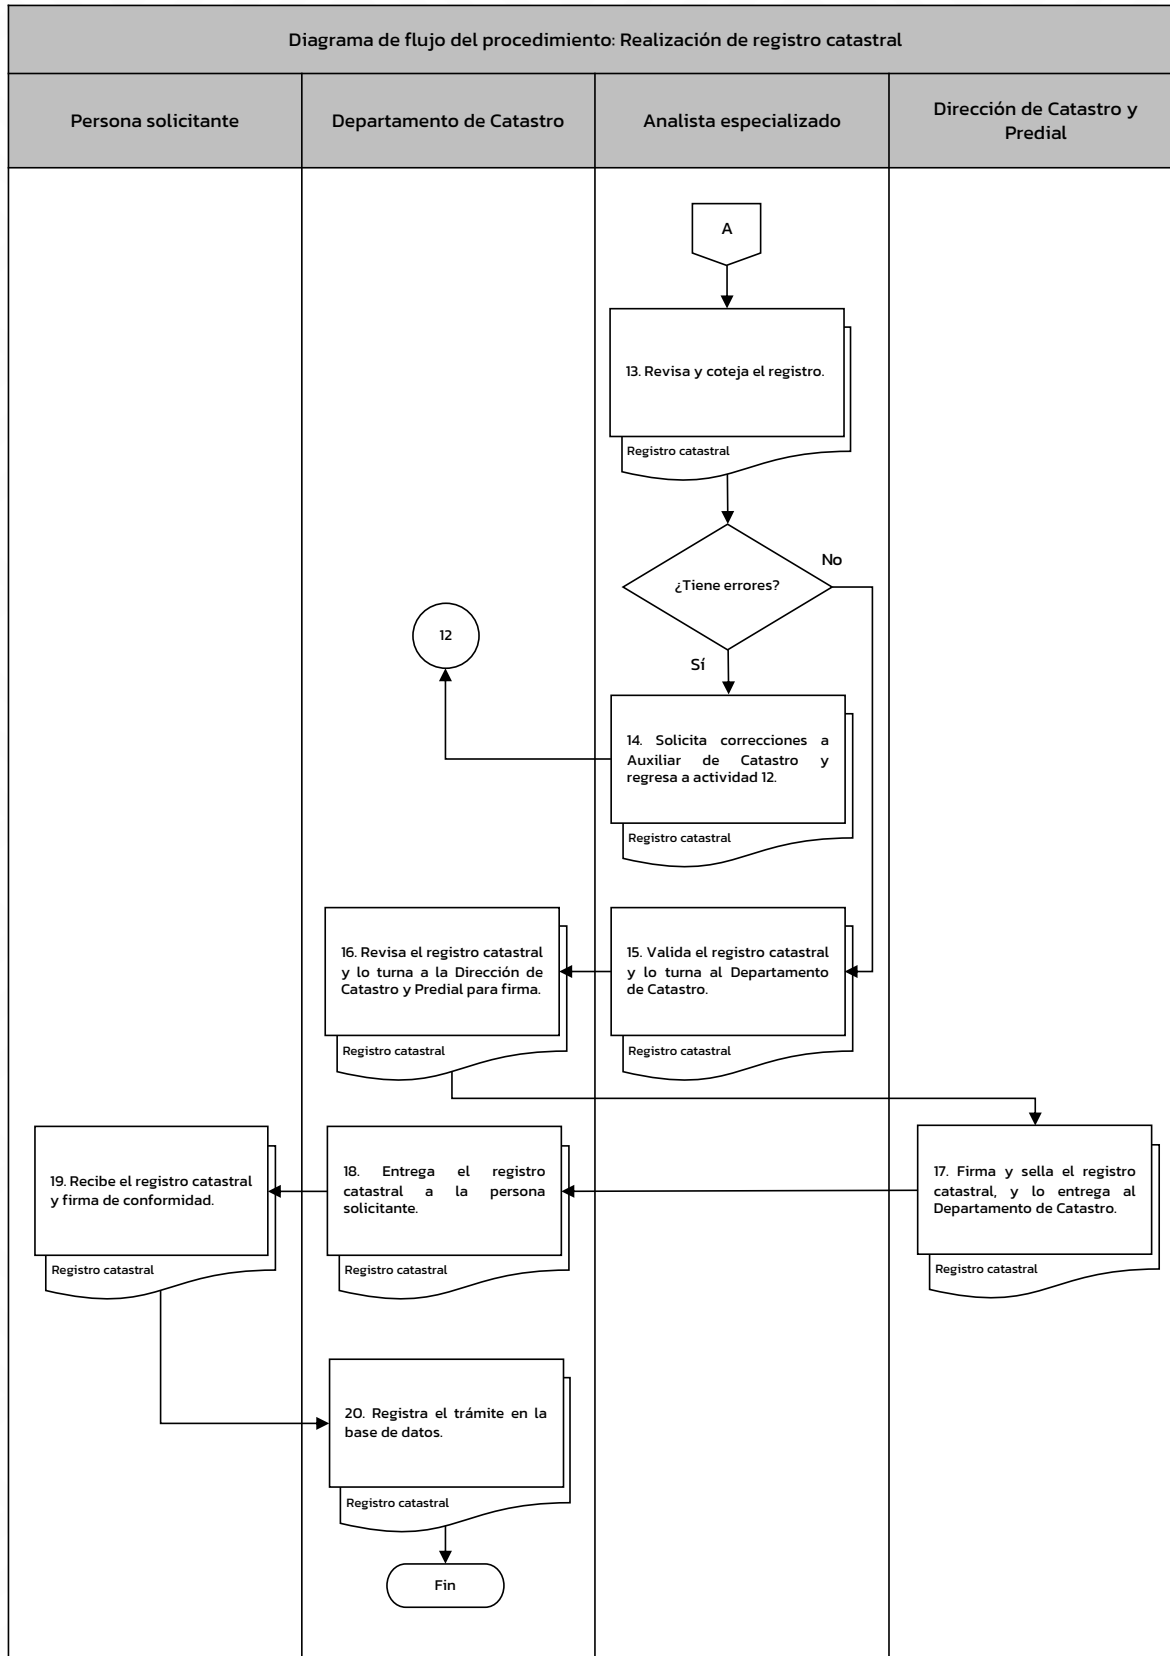 Diagrama de flujo del procedimiento: Realización de registro catastral
Persona solicitante
Departamento de Catastro
Analista especializado
Dirección de Catastro y
Predial
A
13. Revisa y coteja el registro.
Registro catastral
¿Tiene errores?
No
Sí
12
14. Solicita correcciones a
Auxiliar de Catastro y
regresa a actividad 12.
Registro catastral
16. Revisa el registro catastral
y lo turna a la Dirección de
Catastro y Predial para firma.
Registro catastral
15. Valida el registro catastral
y lo turna al Departamento
de Catastro.
Registro catastral
19. Recibe el registro catastral
y firma de conformidad.
Registro catastral
18. Entrega el registro
catastral a la persona
solicitante.
Registro catastral
17. Firma y sella el registro
catastral, y lo entrega al
Departamento de Catastro.
Registro catastral
20. Registra el trámite en la
base de datos.
Registro catastral
Fin